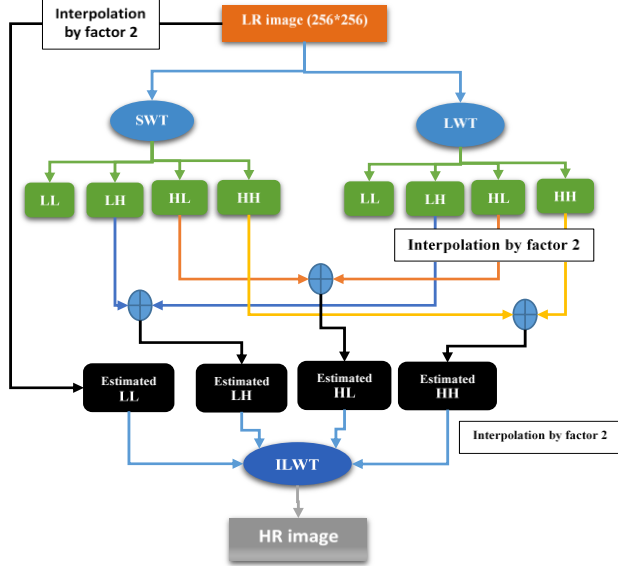 Interpolation
by factor 2
LR image (256*256)
SWT
LWT
LL
LH
HL
HH
LL
LH
HL
HH
Interpolation by factor 2
Estimated
LL
Estimated
LH
Estimated
HL
Estimated
HH
Interpolation by factor 2
ILWT
HR image